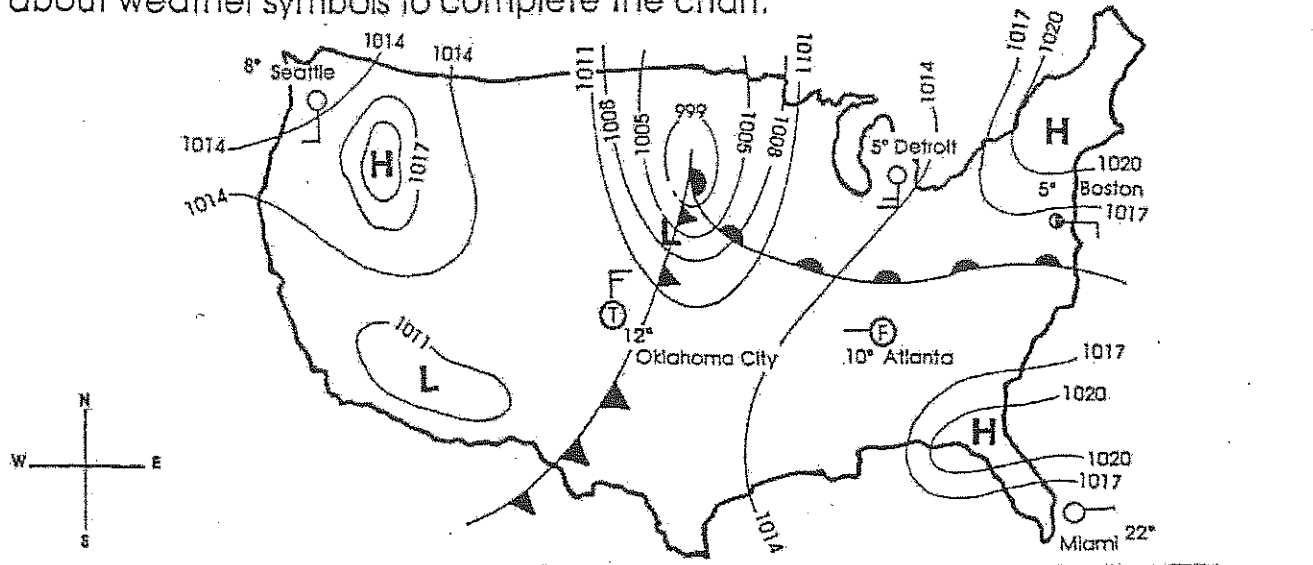 about weather symbols to complete the chart.
1014
1014
1011
1011
1017
1020
8° Seattle
1008
1005
999
1005
1008
1014
H
1014
H
1017
5° Detroit
1020
5° Boston
1014
1017
L
T
12°
Oklahoma City
F
10° Atlanta
1011
L
1017
1020
H
N
W
E
S
1020
1017
1014
Miami 22°